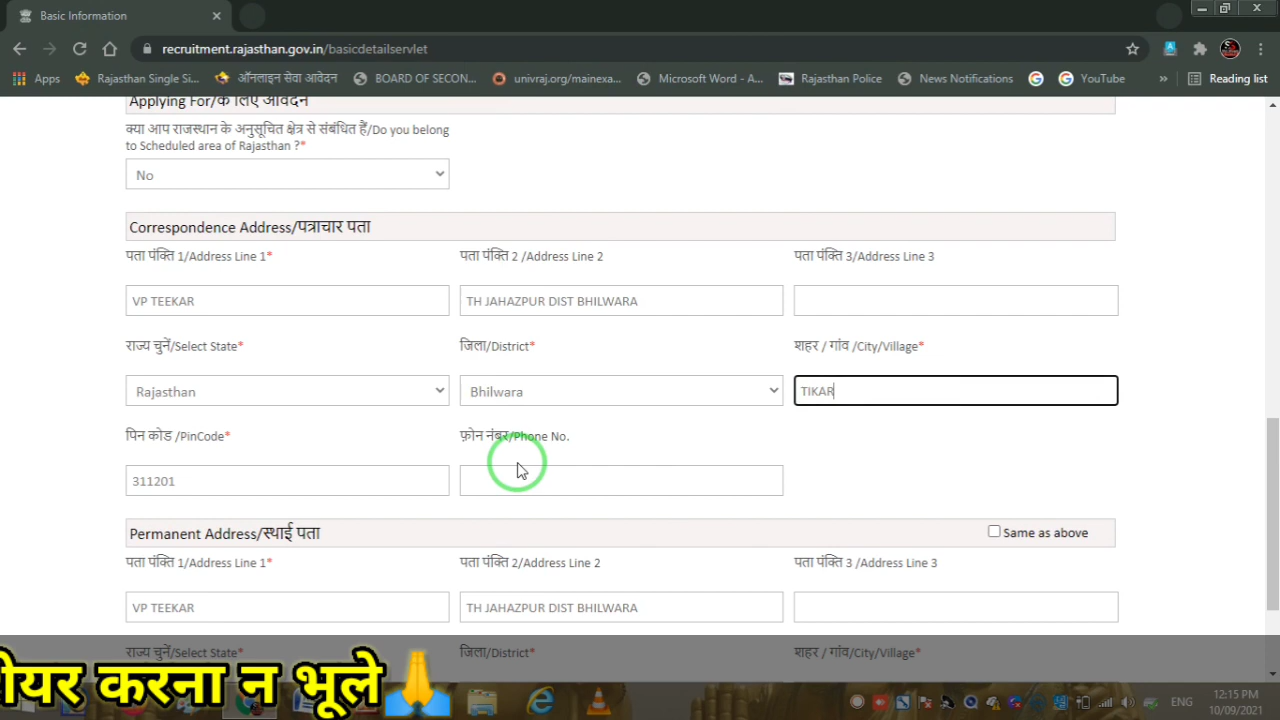 Basic Information
recruitment.rajasthan.gov.in/basicdetailservlet
Apps Rajasthan Single Si... ऑनलाइन सेवा आवेदन BOARD OF SECON... univraj.org/mainexa... Microsoft Word - A... Rajasthan Police News Notifications YouTube » Reading list
Applying For/के लिए आवेदन
क्या आप राजस्थान के अनुसूचित क्षेत्र से संबंधित हैं/Do you belong
to Scheduled area of Rajasthan ?*
No
Correspondence Address/पत्राचार पता
पता पंक्ति 1/Address Line 1* पता पंक्ति 2 /Address Line 2 पता पंक्ति 3/Address Line 3
VP TEEKAR TH JAHAZPUR DIST BHILWARA
राज्य चुनें/Select State* जिला/District* शहर / गांव /City/Village*
Rajasthan Bhilwara TIKAR
पिन कोड /PinCode* फ़ोन नंबर/Phone No.
311201
Permanent Address/स्थाई पता Same as above
पता पंक्ति 1/Address Line 1* पता पंक्ति 2/Address Line 2 पता पंक्ति 3 /Address Line 3
VP TEEKAR TH JAHAZPUR DIST BHILWARA
राज्य चुनें/Select State* जिला/District* शहर / गांव /City/Village*
करना न भूले🙏
ENG 12:15 PM
10/09/2021